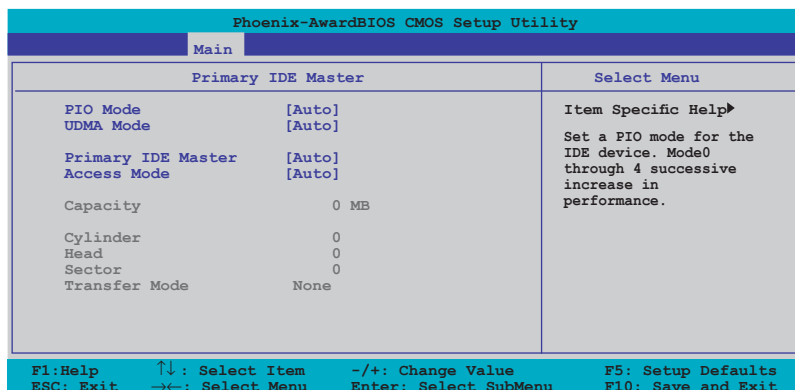 Phoenix-AwardBIOS CMOS Setup Utility
Main
Primary IDE Master
Select Menu
PIO Mode [Auto]
UDMA Mode [Auto]
Primary IDE Master [Auto]
Access Mode [Auto]
Capacity 0 MB
Cylinder 0
Head 0
Sector 0
Transfer Mode None
Item Specific Help▶
Set a PIO mode for the
IDE device. Mode0
through 4 successive
increase in
performance.
F1:Help ↑↓: Select Item -/+: Change Value F5: Setup Defaults
ESC: Exit →←: Select Menu Enter: Select SubMenu F10: Save and Exit